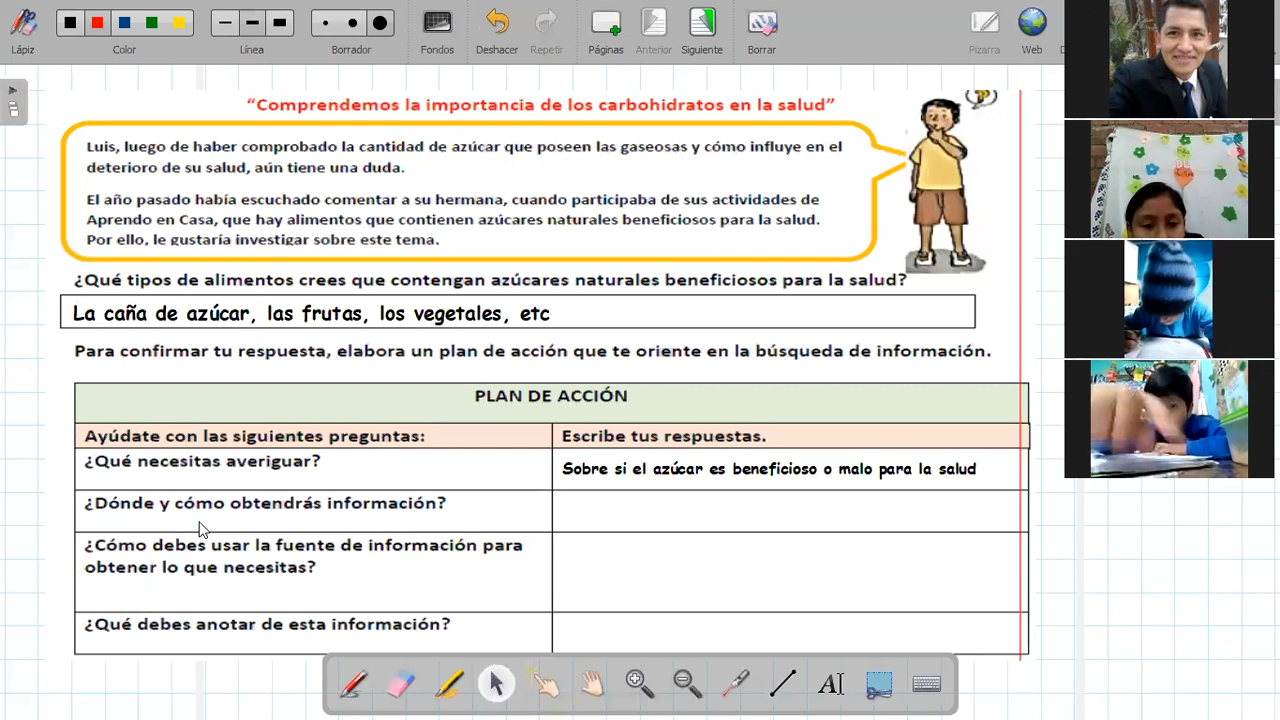 Lápiz
Color
Línea
Borrador
Fondos
Deshacer
Repetir
Páginas
Anterior
Siguiente
Borrar
Pizarra
Web
“Comprendemos la importancia de los carbohidratos en la salud”
?
Luis, luego de haber comprobado la cantidad de azúcar que poseen las gaseosas y cómo influye en el
deterioro de su salud, aún tiene una duda.
El año pasado había escuchado comentar a su hermana, cuando participaba de sus actividades de
Aprendo en Casa, que hay alimentos que contienen azúcares naturales beneficiosos para la salud.
Por ello, le gustaría investigar sobre este tema.
¿Qué tipos de alimento crees que contengan azúcares naturales beneficiosos para la salud?
La caña de azúcar, las frutas, los vegetales, etc
Para confirmar tu respuesta, elabora un plan de acción que te oriente en la búsqueda de información.
PLAN DE ACCIÓN
Ayúdate con las siguientes preguntas:
Escribe tus respuestas.
¿Qué necesitas averiguar?
Sobre si el azúcar es beneficioso o malo para la salud
¿Dónde y cómo obtendrás información?
¿Cómo debes usar la fuente de información para
obtener lo que necesitas?
¿Qué debes anotar de esta información?
AI